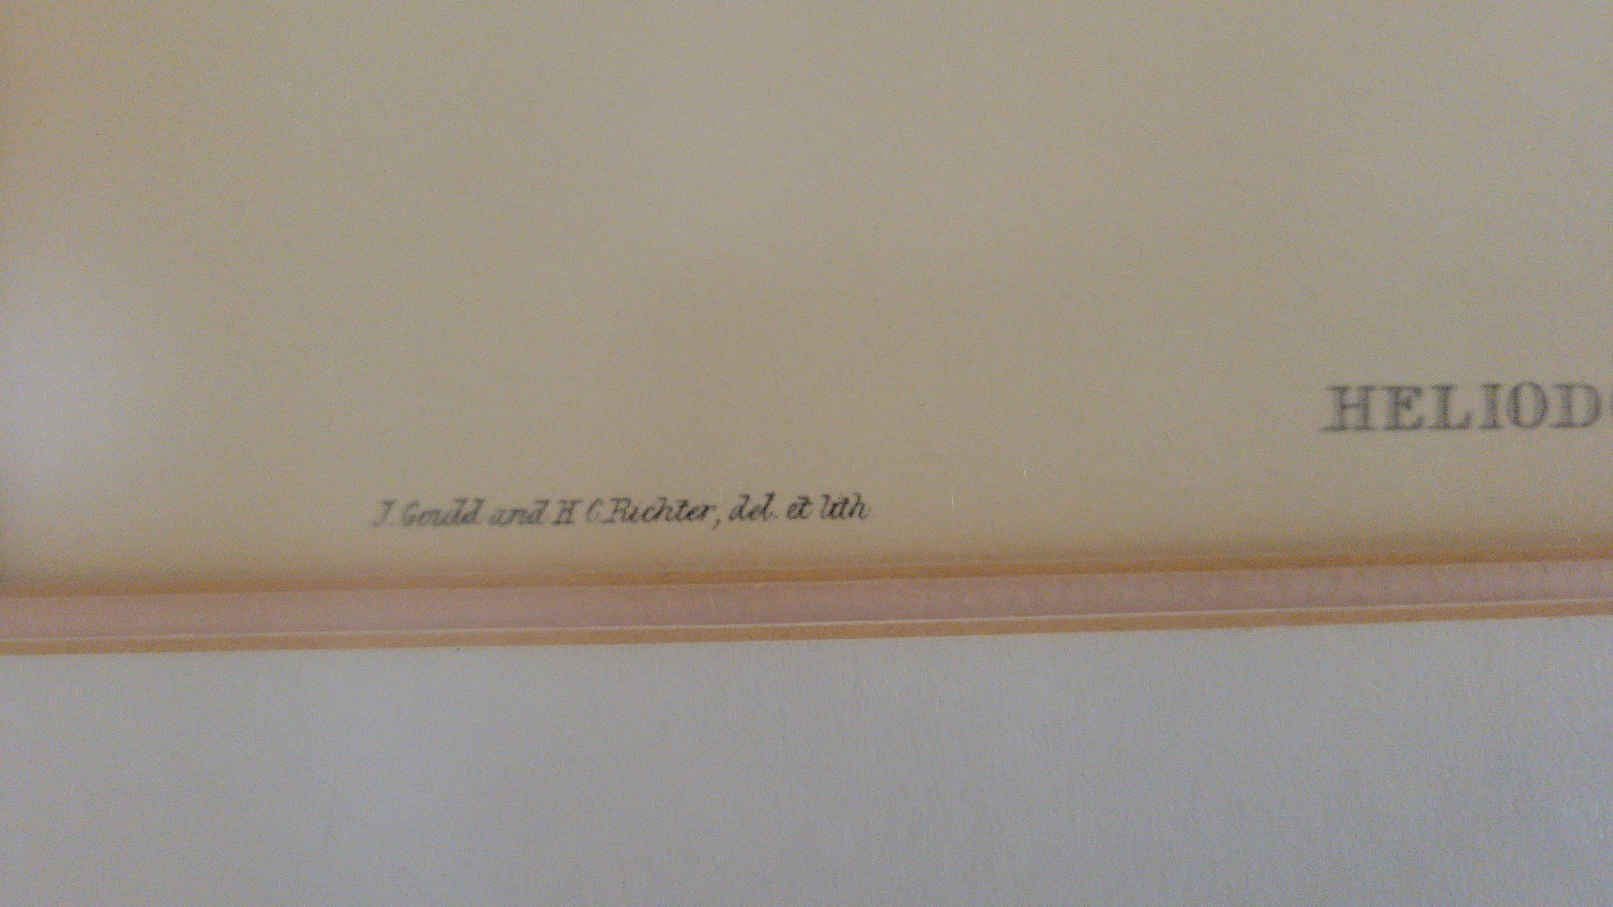 HELIOD
J. Gould and H C Richter, del. et lith